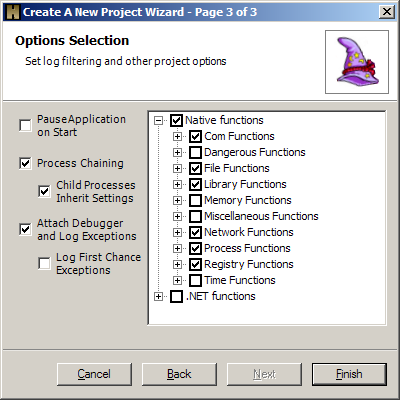 Create A New Project Wizard - Page 3 of 3
Options Selection
Set log filtering and other project options
Pause Application
on Start
Process Chaining
Child Processes
Inherit Settings
Attach Debugger
and Log Exceptions
Log First Chance
Exceptions
Native functions
Com Functions
Dangerous Functions
File Functions
Library Functions
Memory Functions
Miscellaneous Functions
Network Functions
Process Functions
Registry Functions
Time Functions
.NET functions
Cancel
Back
Next
Finish